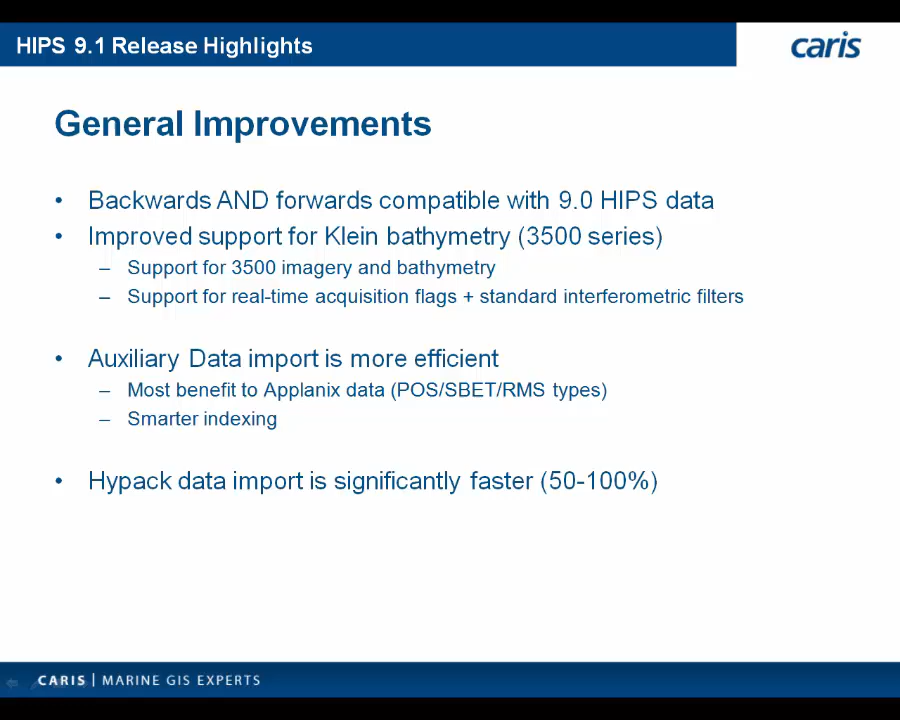 HIPS 9.1 Release Highlights
caris
General Improvements
• Backwards AND forwards compatible with 9.0 HIPS data
• Improved support for Klein bathymetry (3500 series)
– Support for 3500 imagery and bathymetry
– Support for real-time acquisition flags + standard interferometric filters
• Auxiliary Data import is more efficient
– Most benefit to Applanix data (POS/SBET/RMS types)
– Smarter indexing
• Hypack data import is significantly faster (50-100%)
CARIS | MARINE GIS EXPERTS